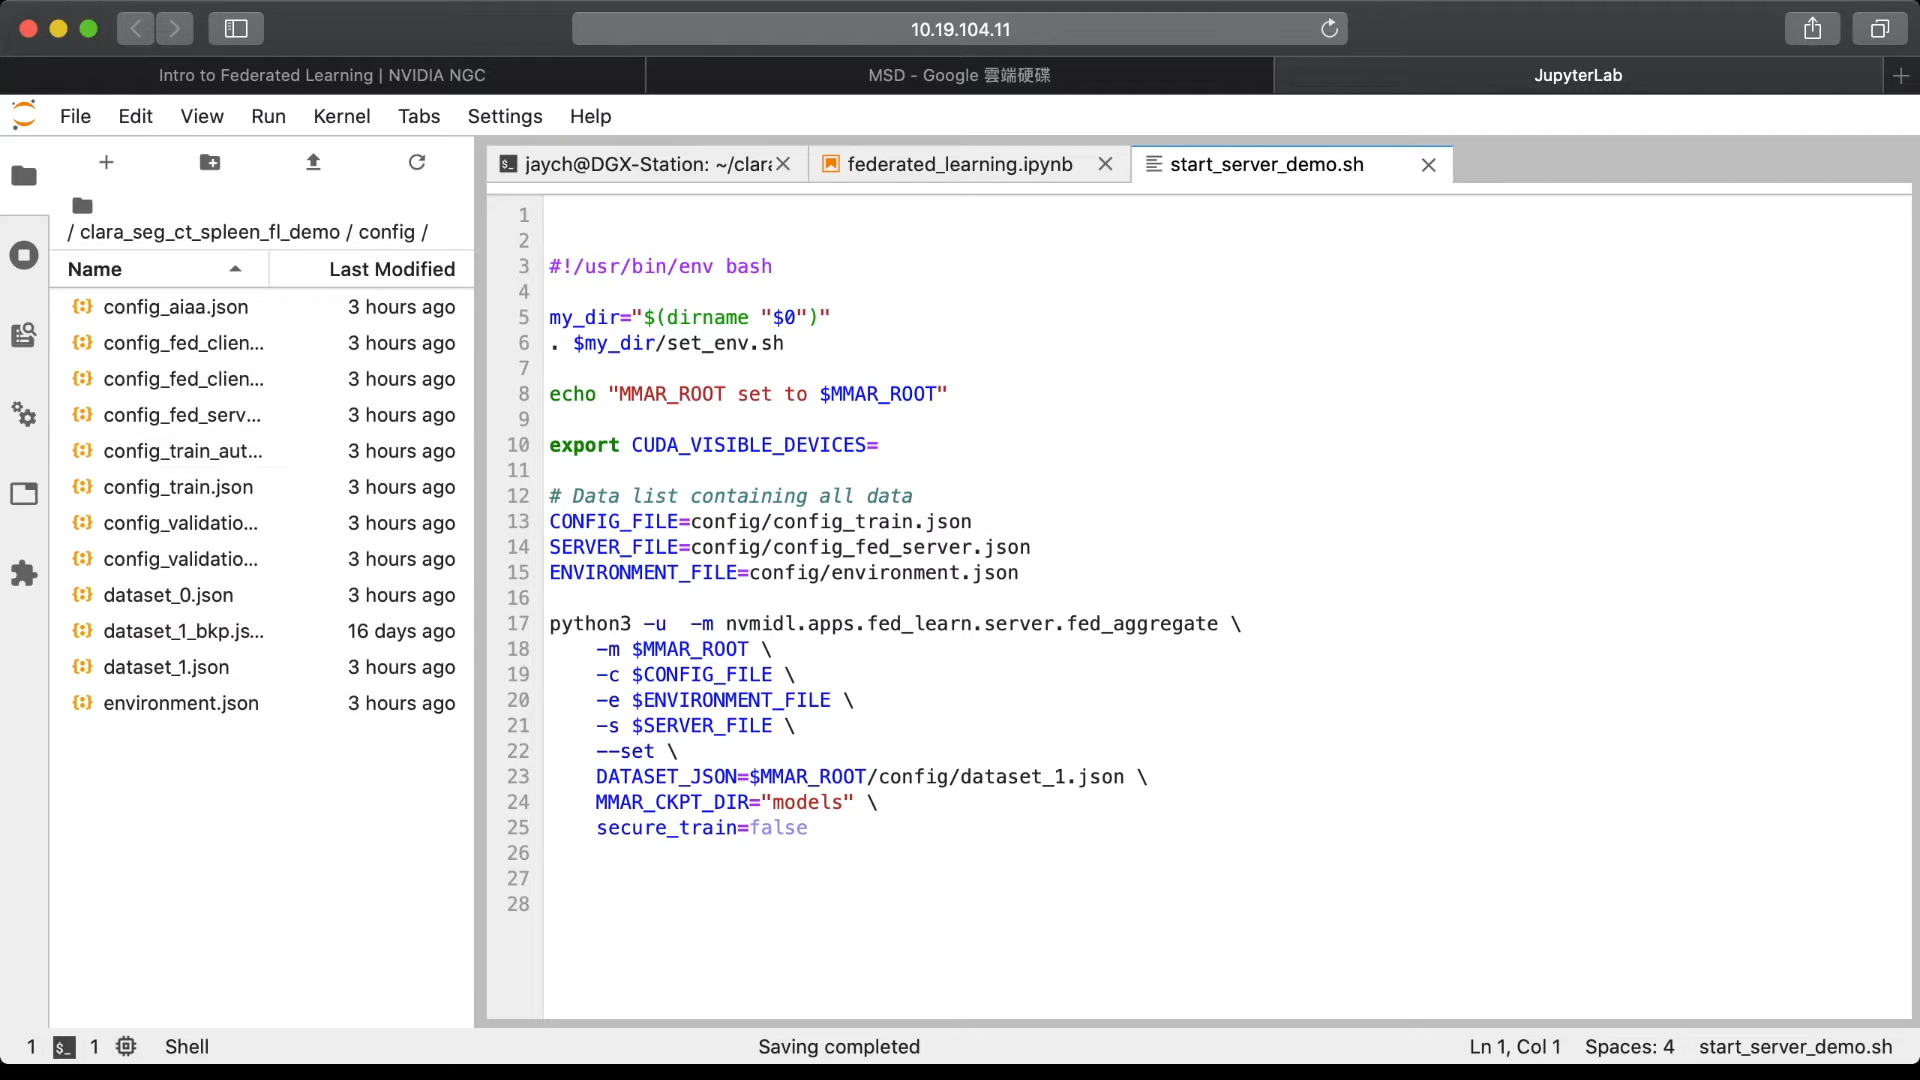 10.19.104.11
Intro to Federated Learning | NVIDIA NGC
MSD - Google 雲端硬碟
JupyterLab
File Edit View Run Kernel Tabs Settings Help
jaych@DGX-Station: ~/clara
federated_learning.ipynb
start_server_demo.sh
/ clara_seg_ct_spleen_fl_demo / config /
Name Last Modified
config_aiaa.json 3 hours ago
config_fed_clien... 3 hours ago
config_fed_clien... 3 hours ago
config_fed_serv... 3 hours ago
config_train_aut... 3 hours ago
config_train.json 3 hours ago
config_validatio... 3 hours ago
config_validatio... 3 hours ago
dataset_0.json 3 hours ago
dataset_1_bkp.js... 16 days ago
dataset_1.json 3 hours ago
environment.json 3 hours ago
1
2
3 #!/usr/bin/env bash
4
5 my_dir="$(dirname "$0")"
6 . $my_dir/set_env.sh
7
8 echo "MMAR_ROOT set to $MMAR_ROOT"
9
10 export CUDA_VISIBLE_DEVICES=
11
12 # Data list containing all data
13 CONFIG_FILE=config/config_train.json
14 SERVER_FILE=config/config_fed_server.json
15 ENVIRONMENT_FILE=config/environment.json
16
17 python3 -u  -m nvmidl.apps.fed_learn.server.fed_aggregate \
18     -m $MMAR_ROOT \
19     -c $CONFIG_FILE \
20     -e $ENVIRONMENT_FILE \
21     -s $SERVER_FILE \
22     --set \
23     DATASET_JSON=$MMAR_ROOT/config/dataset_1.json \
24     MMAR_CKPT_DIR="models" \
25     secure_train=false
26
27
28
1 $_ 1 Shell Saving completed Ln 1, Col 1 Spaces: 4 start_server_demo.sh